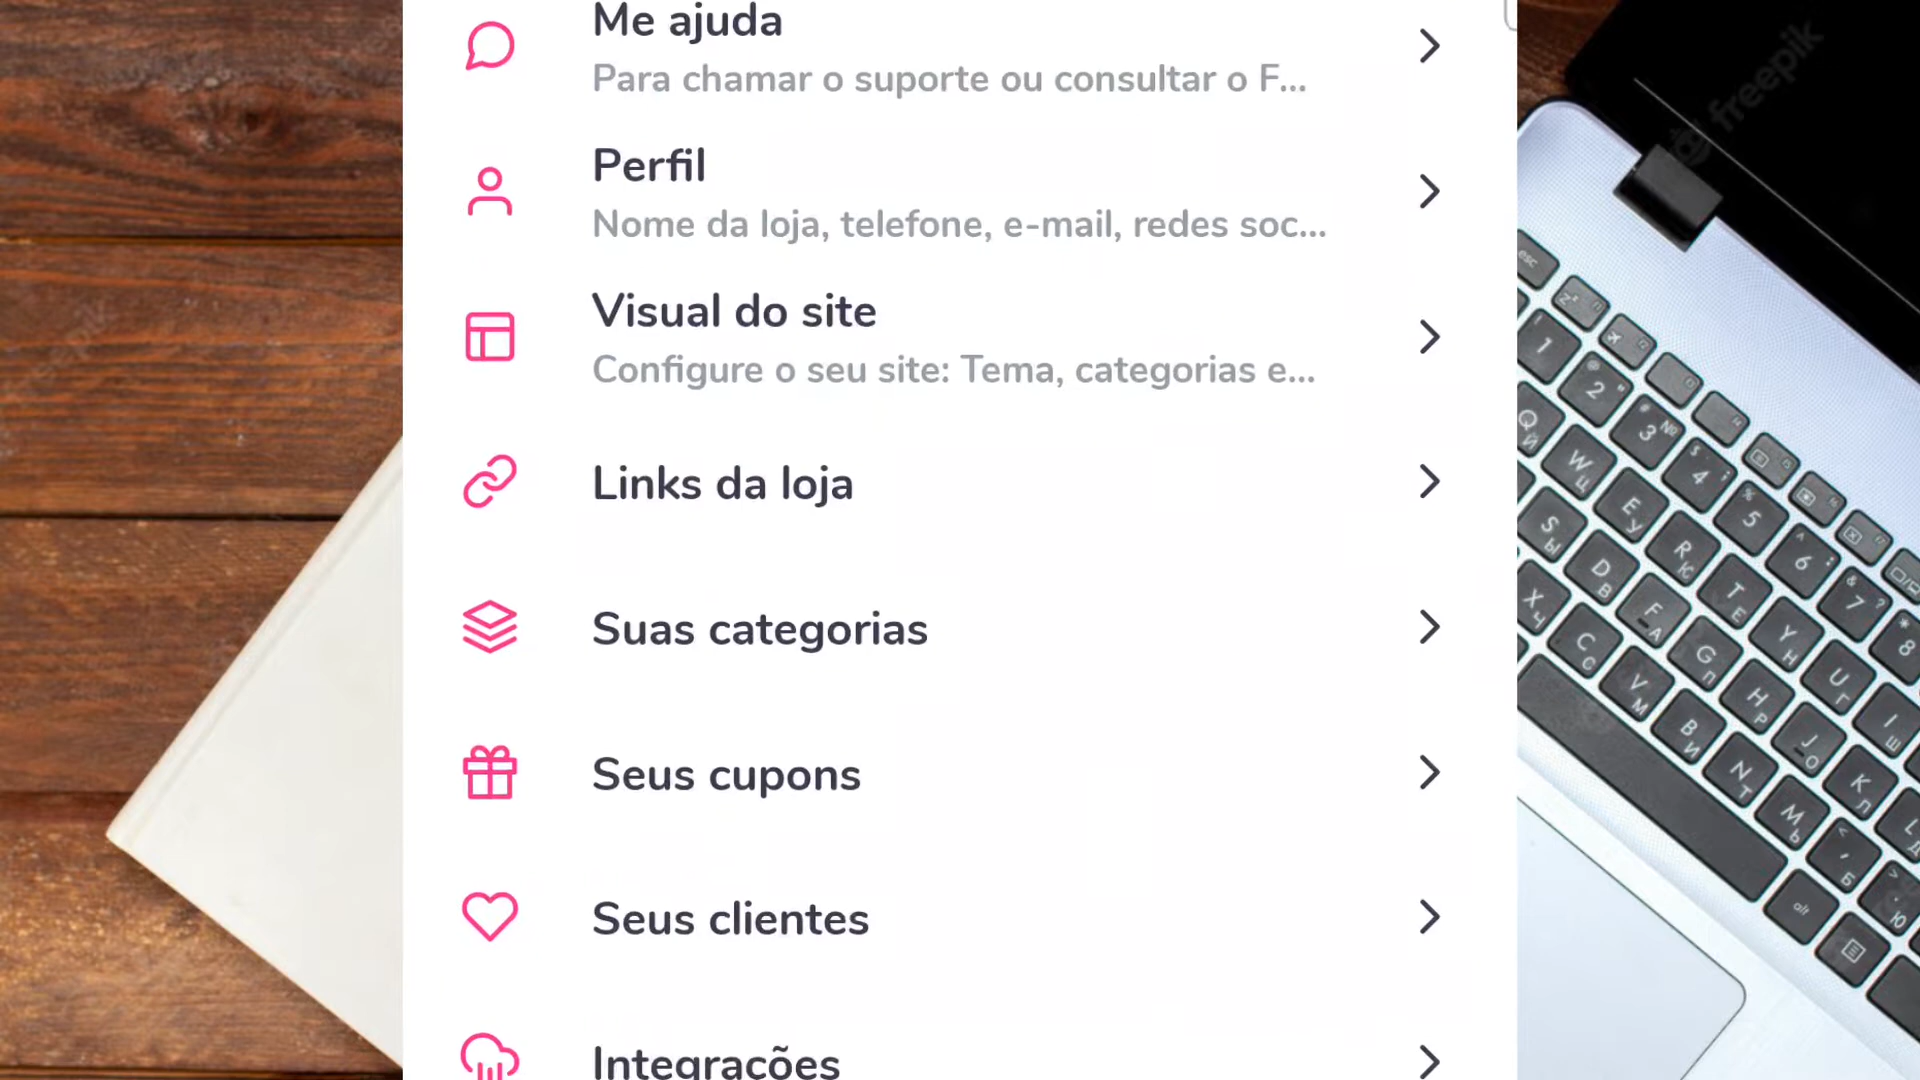 Me ajuda
Para chamar o suporte ou consultar o F...
Perfil
Nome da loja, telefone, e-mail, redes soc...
Visual do site
Configure o seu site: Tema, categorias e...
Links da loja
Suas categorias
Seus cupons
Seus clientes
Integrações
freepik